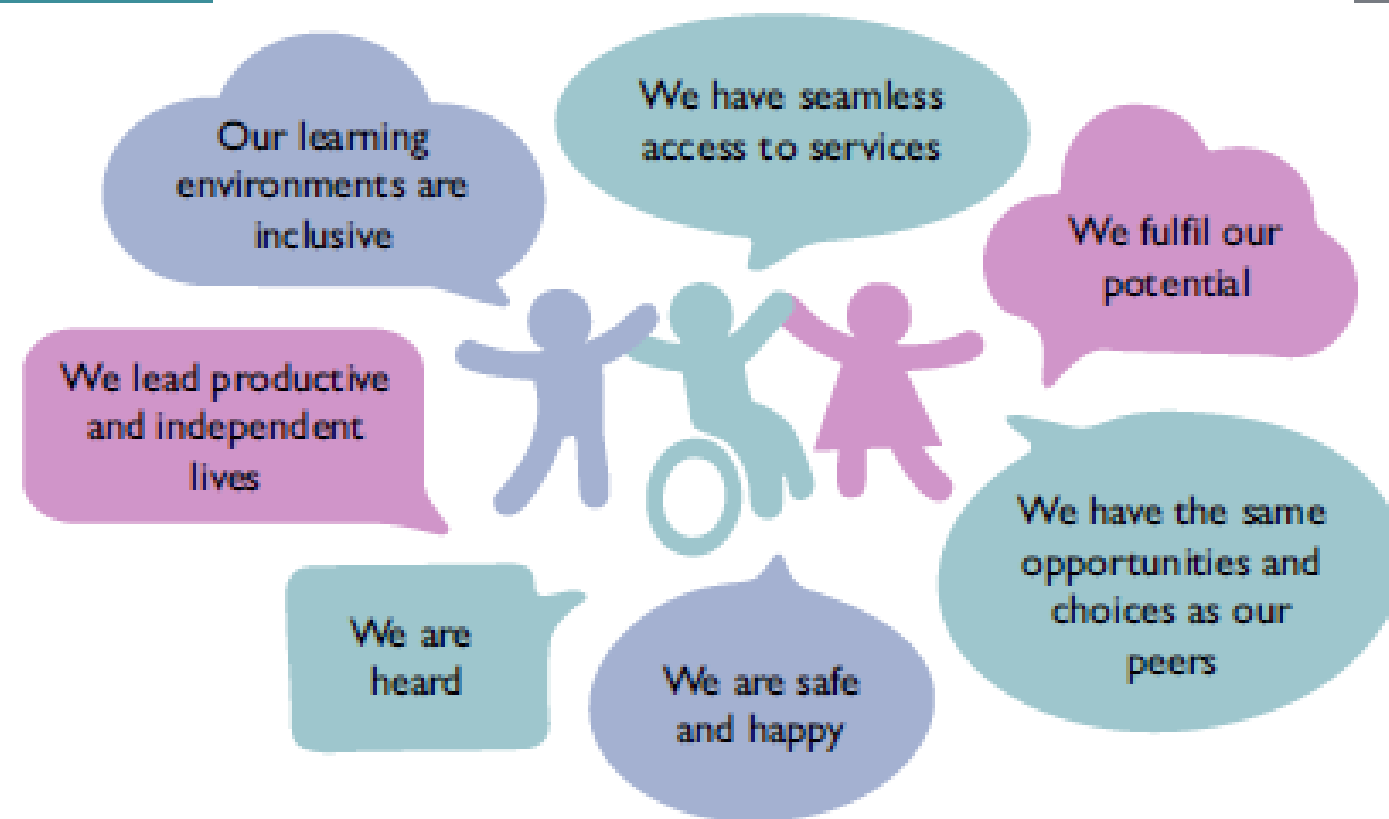 Our learning
environments are
inclusive
We have seamless
access to services
We fulfil our
potential
We lead productive
and independent
lives
We have the same
opportunities and
choices as our
peers
We are
heard
We are safe
and happy